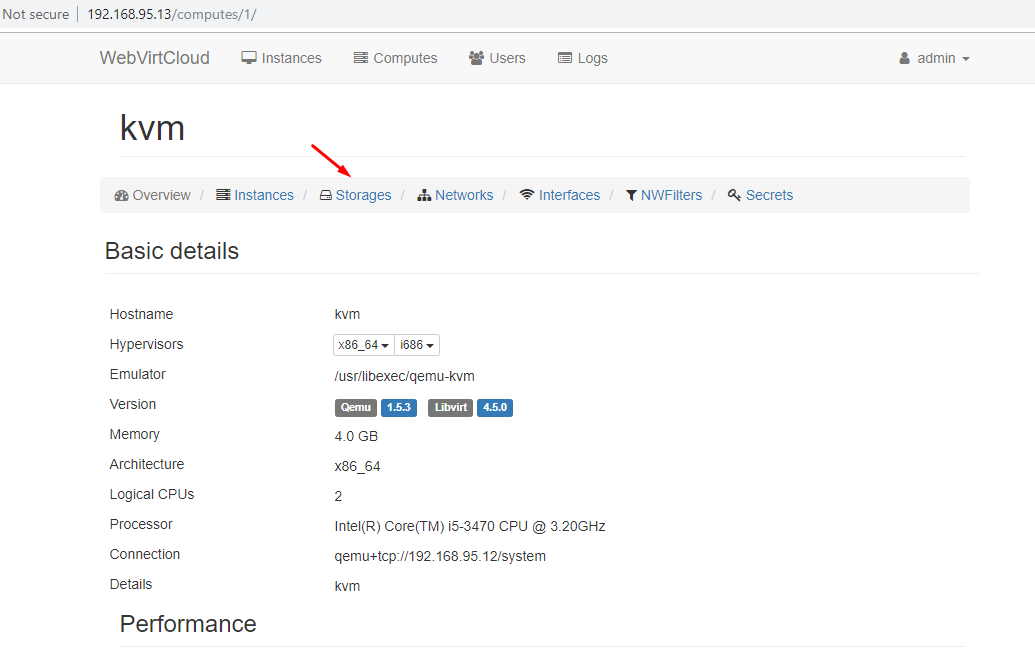 Not secure | 192.168.95.13/computes/1/
WebVirtCloud Instances Computes Users Logs admin
kvm
Overview / Instances / Storages / Networks / Interfaces / NWFilters / Secrets
Basic details
Hostname kvm
Hypervisors x86_64 i686
Emulator /usr/libexec/qemu-kvm
Version Qemu 1.5.3 Libvirt 4.5.0
Memory 4.0 GB
Architecture x86_64
Logical CPUs 2
Processor Intel(R) Core(TM) i5-3470 CPU @ 3.20GHz
Connection qemu+tcp://192.168.95.12/system
Details kvm
Performance